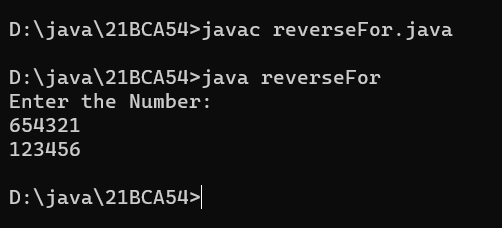 D:\java\21BCA54>javac reverseFor.java
D:\java\21BCA54>java reverseFor
Enter the Number:
654321
123456
D:\java\21BCA54>